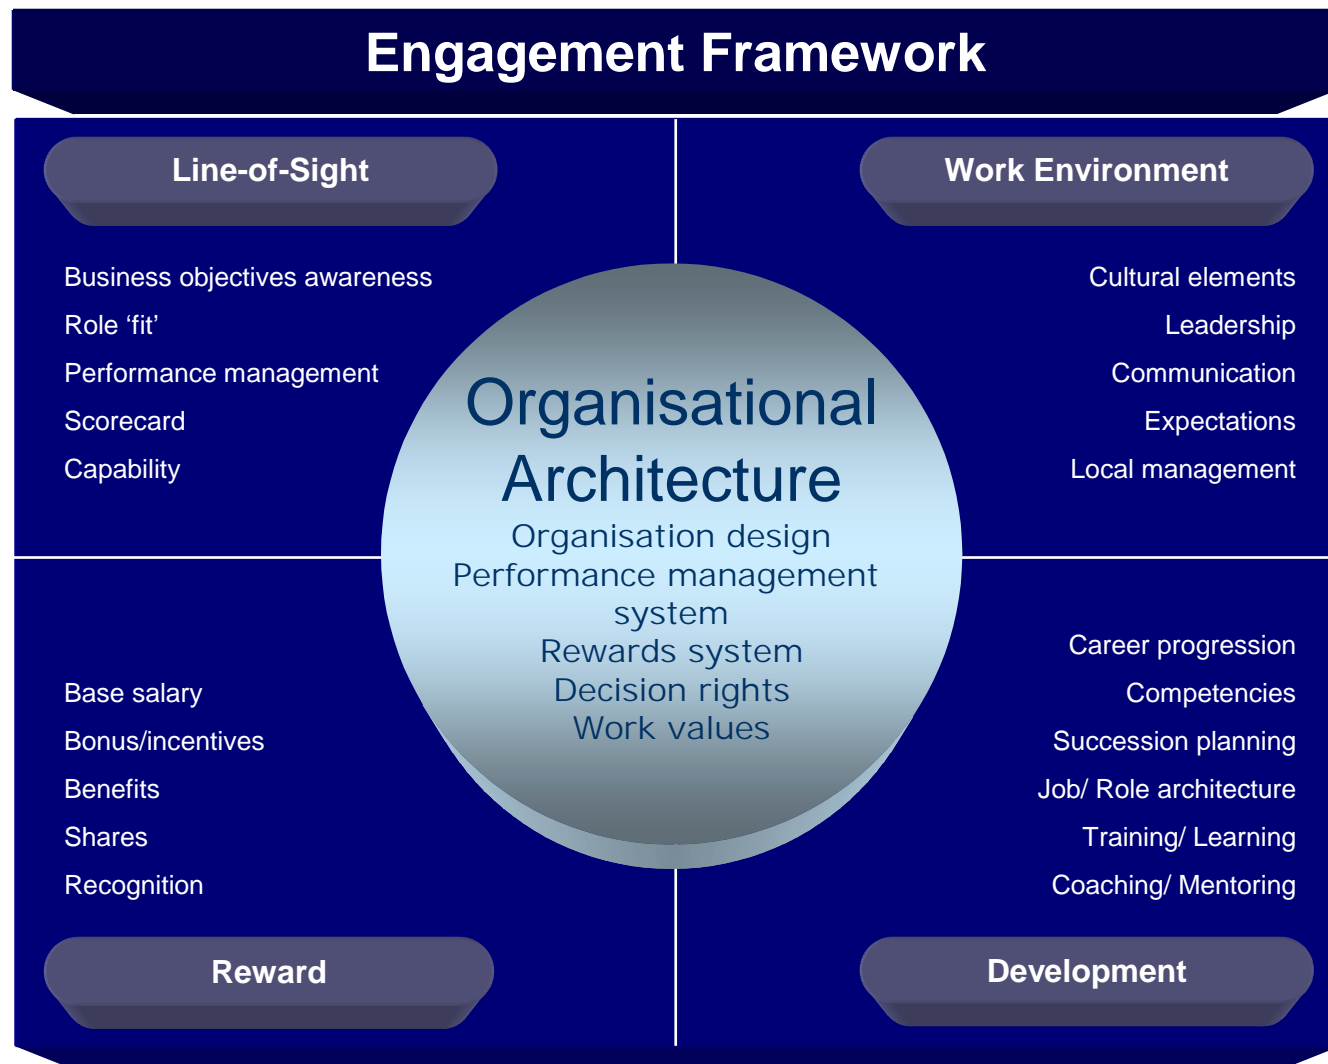 Engagement Framework
Line-of-Sight
Business objectives awareness
Role ‘fit’
Performance management
Scorecard
Capability
Work Environment
Cultural elements
Leadership
Communication
Expectations
Local management
Organisational
Architecture
Organisation design
Performance management
system
Rewards system
Decision rights
Work values
Base salary
Bonus/incentives
Benefits
Shares
Recognition
Reward
Career progression
Competencies
Succession planning
Job/ Role architecture
Training/ Learning
Coaching/ Mentoring
Development